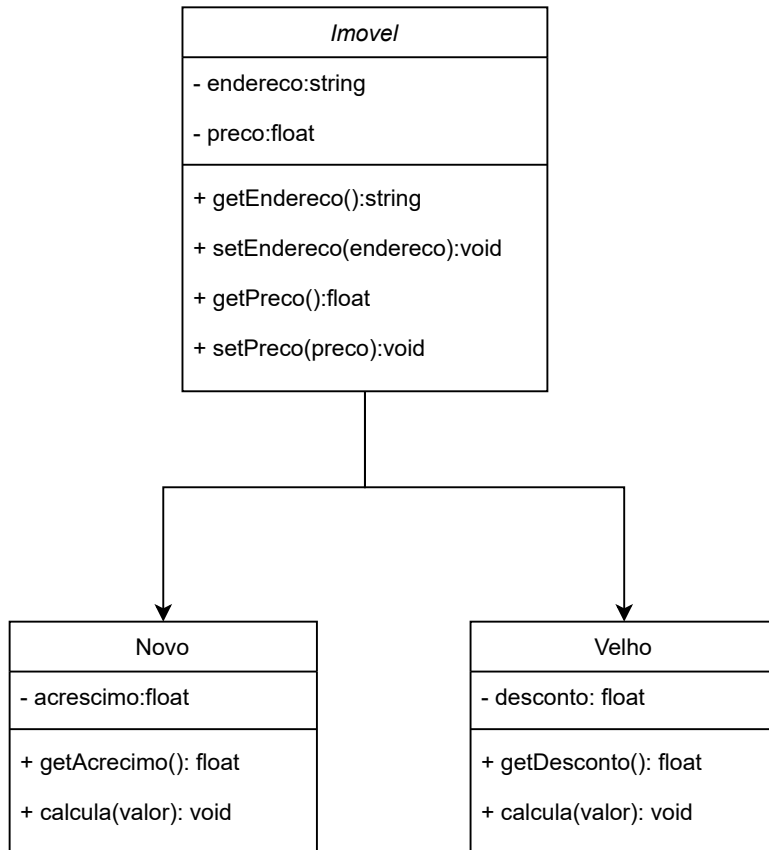 Imovel
- endereco:string
- preco:float
+ getEndereco():string
+ setEndereco(endereco):void
+ getPreco():float
+ setPreco(preco):void
Novo
- acrescimo:float
+ getAcrecimo(): float
+ calcula(valor): void
Velho
- desconto: float
+ getDesconto(): float
+ calcula(valor): void